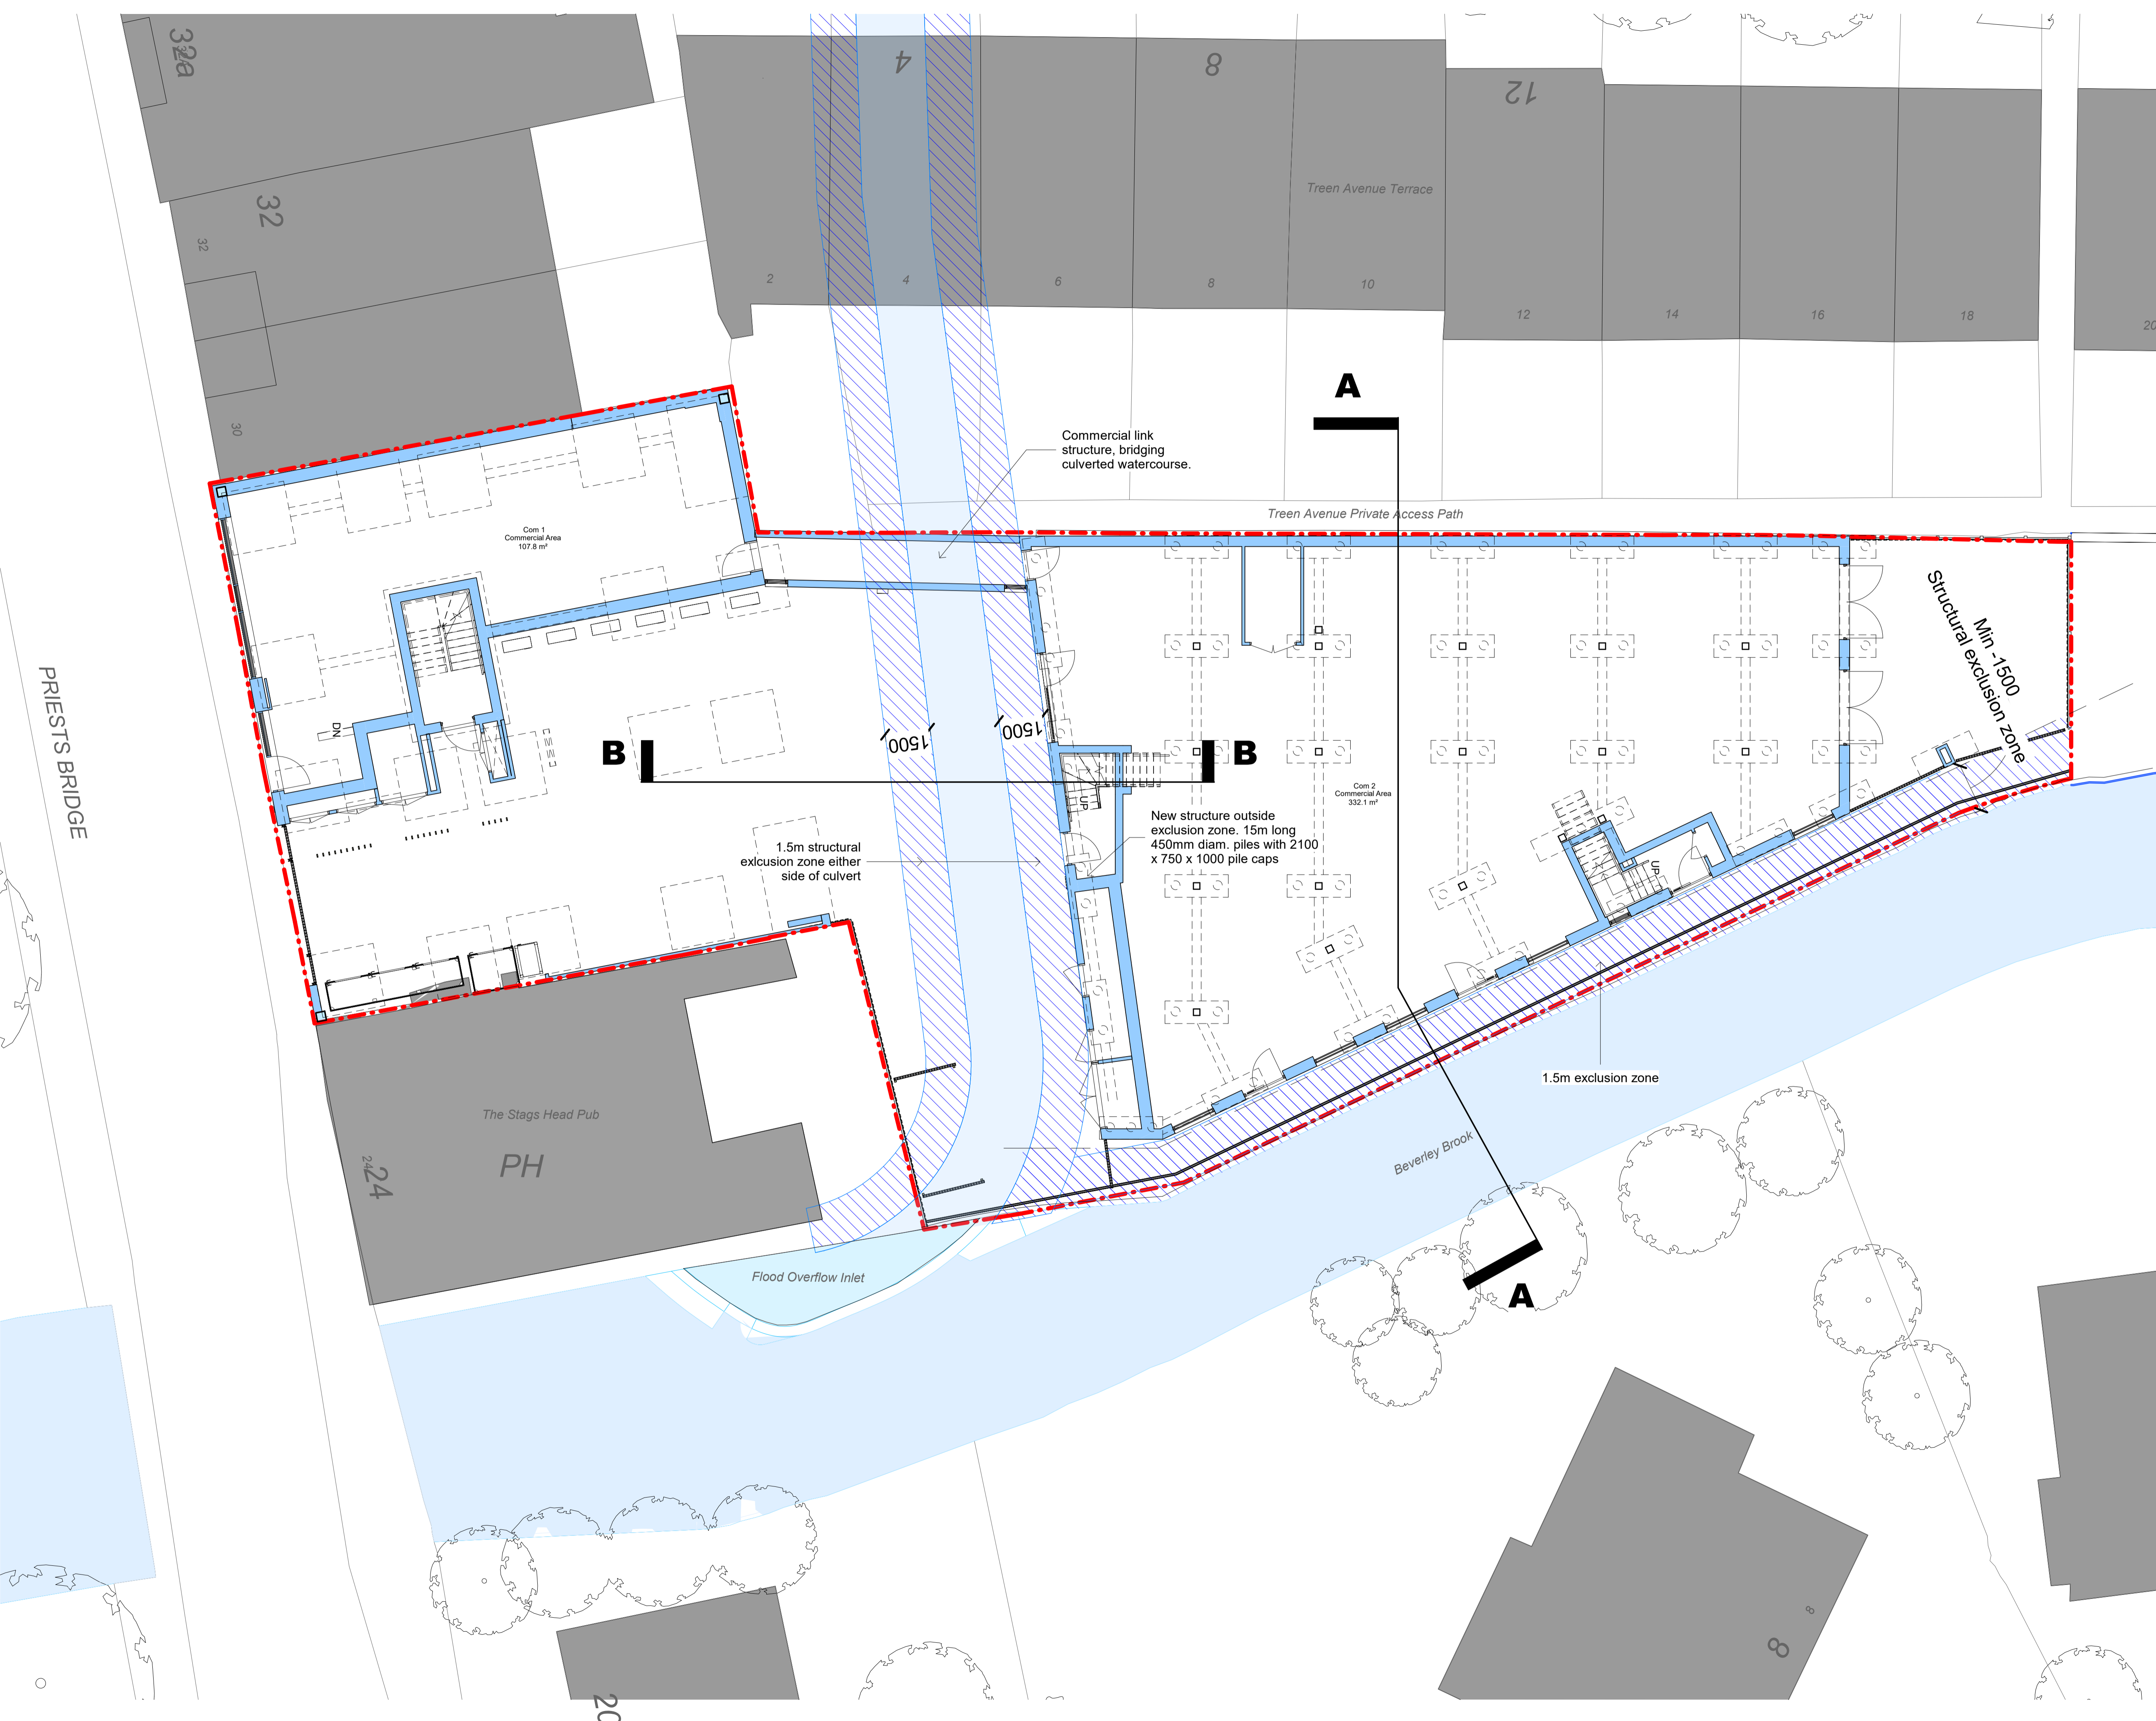 32a
4
8
12
Treen Avenue Terrace
32
32
2
4
6
8
10
12
14
16
18
20
30
A
Commercial link
structure, bridging
culverted watercourse.
Treen Avenue Private Access Path
Com 1
Commercial Area
107.8 m²
Min -1500
Structural exclusion zone
PRIESTS BRIDGE
DN
1500
1500
B
B
UP
Com 2
Commercial Area
332.1 m²
New structure outside
exclusion zone. 15m long
450mm diam. piles with 2100
x 750 x 1000 pile caps
1.5m structural
exlcusion zone either
side of culvert
UP
1.5m exclusion zone
The Stags Head Pub
PH
24
24
Beverley Brook
Flood Overflow Inlet
A
8
8
20